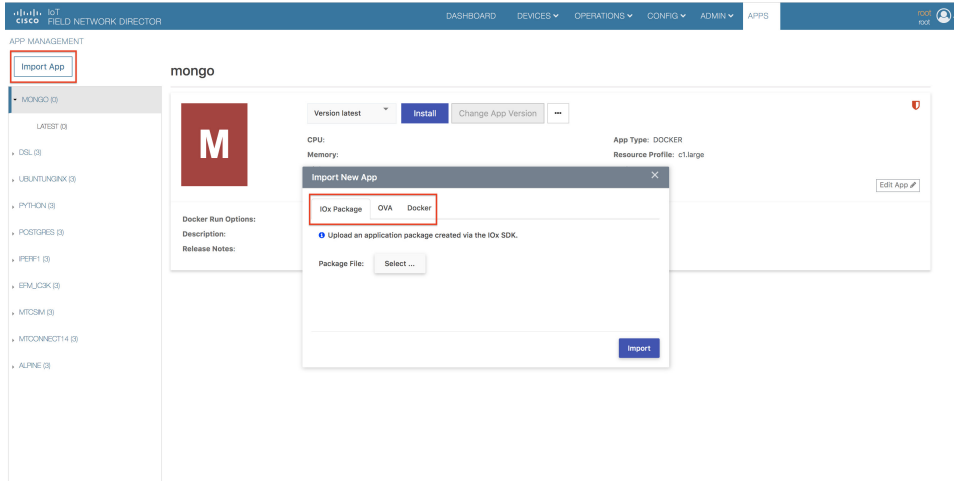 IoT
CISCO FIELD NETWORK DIRECTOR
DASHBOARD DEVICES OPERATIONS CONFIG ADMIN APPS
root
root
APP MANAGEMENT
Import App
mongo
MONGO (0)
LATEST (0)
DSL (3)
UBUNTUNGINX (3)
PYTHON (3)
POSTGRES (3)
IPERF1 (3)
EFM_IC3K (3)
MTCSIM (3)
MTCONNECT14 (3)
ALPINE (3)
M
Version latest Install Change App Version ...
CPU: App Type: DOCKER
Memory: Resource Profile: c1.large
Edit App
Docker Run Options:
Description:
Release Notes:
Import New App
IOx Package OVA Docker
Upload an application package created via the IOx SDK.
Package File: Select ...
Import